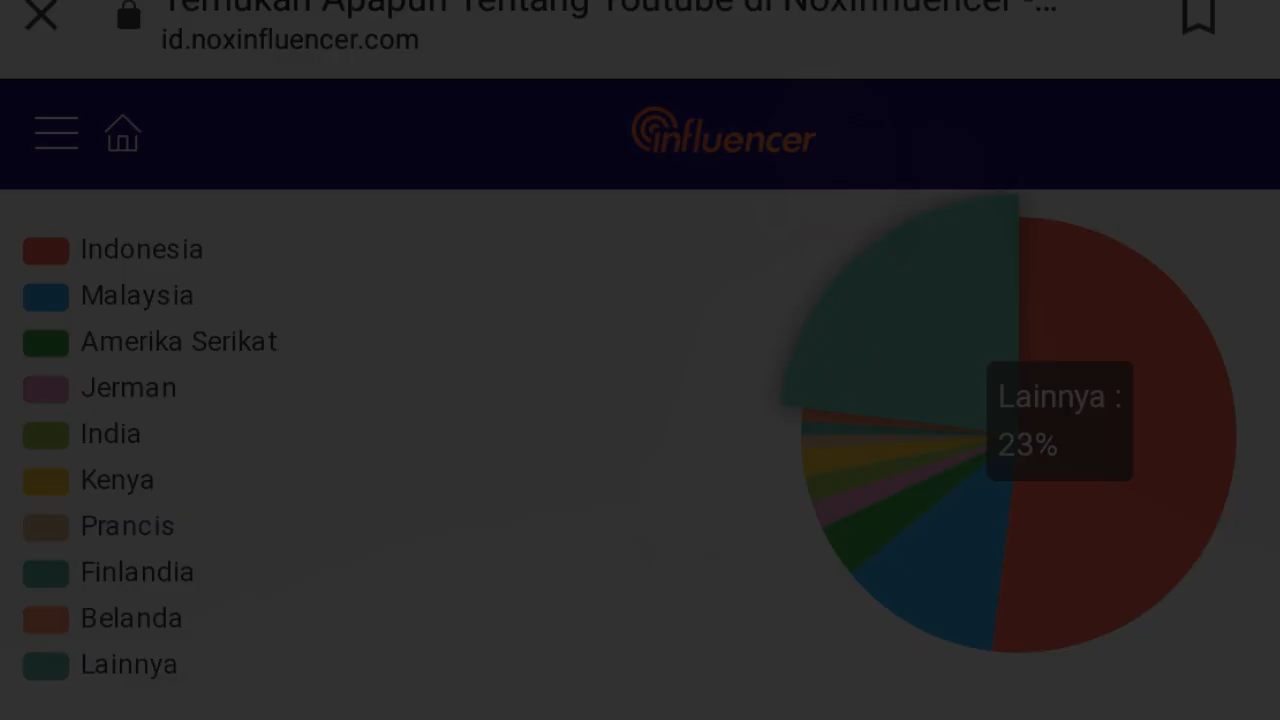 Temukan Apapun Tentang Youtube di NoxInfluencer -...
id.noxinfluencer.com
influencer
Indonesia
Malaysia
Amerika Serikat
Jerman
India
Kenya
Prancis
Finlandia
Belanda
Lainnya
Lainnya :
23%